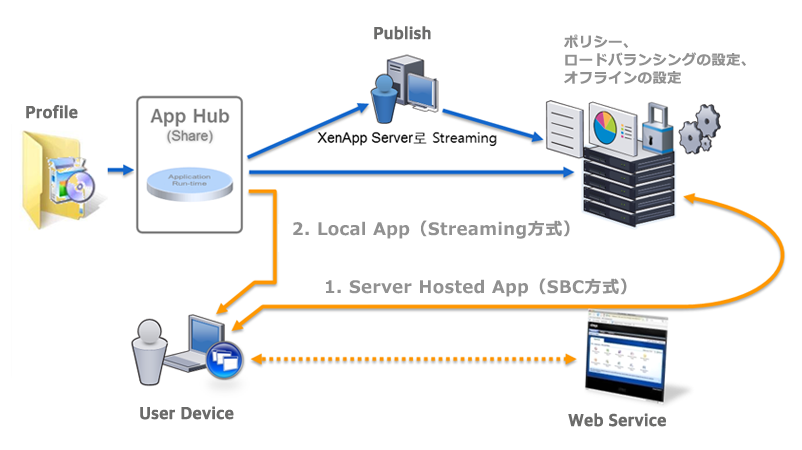 Publish
ポリシー、
ロードバランシングの設定、
オフラインの設定
Profile
App Hub
(Share)
XenApp Server로 Streaming
Application
Run-time
2. Local App（Streaming方式）
1. Server Hosted App（SBC方式）
User Device
Web Service